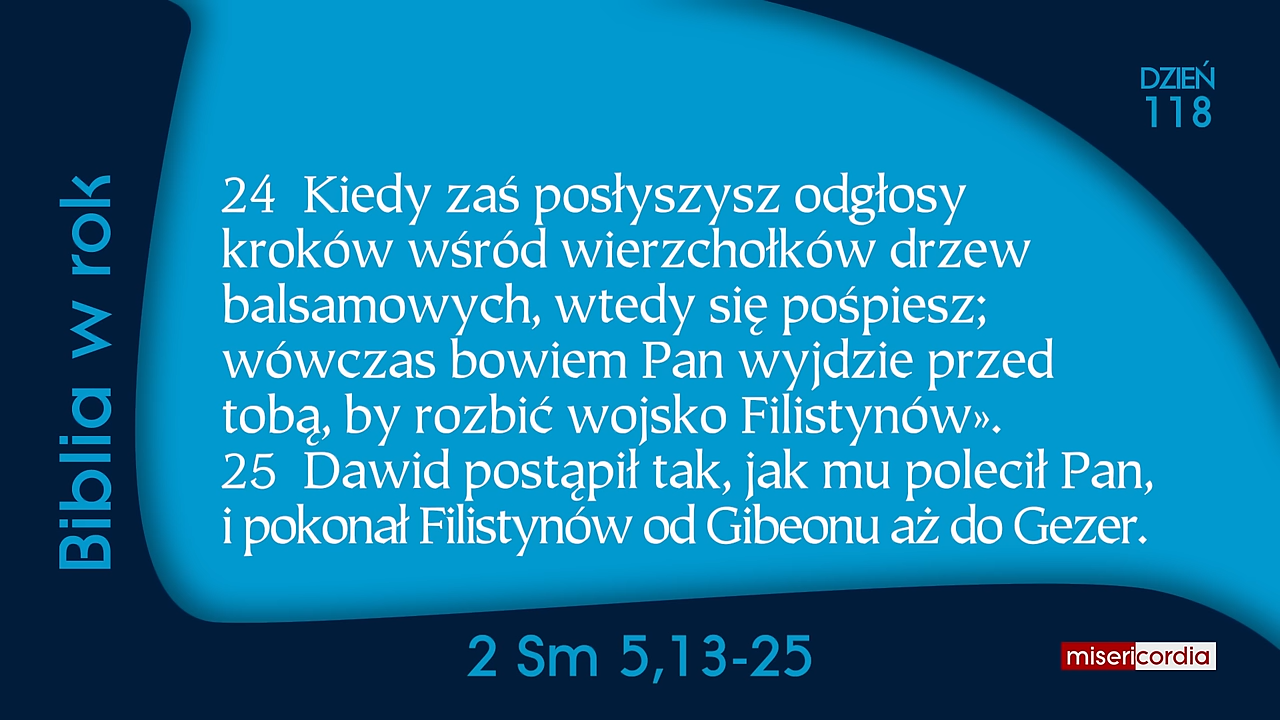 DZIEŃ
118
Biblia w rok
24 Kiedy zaś posłyszysz odgłosy
kroków wśród wierzchołków drzew
balsamowych, wtedy się pośpiesz;
wówczas bowiem Pan wyjdzie przed
tobą, by rozbić wojsko Filistynów».
25 Dawid postąpił tak, jak mu polecił Pan,
i pokonał Filistynów od Gibeonu aż do Gezer.
2 Sm 5,13-25
misericordia